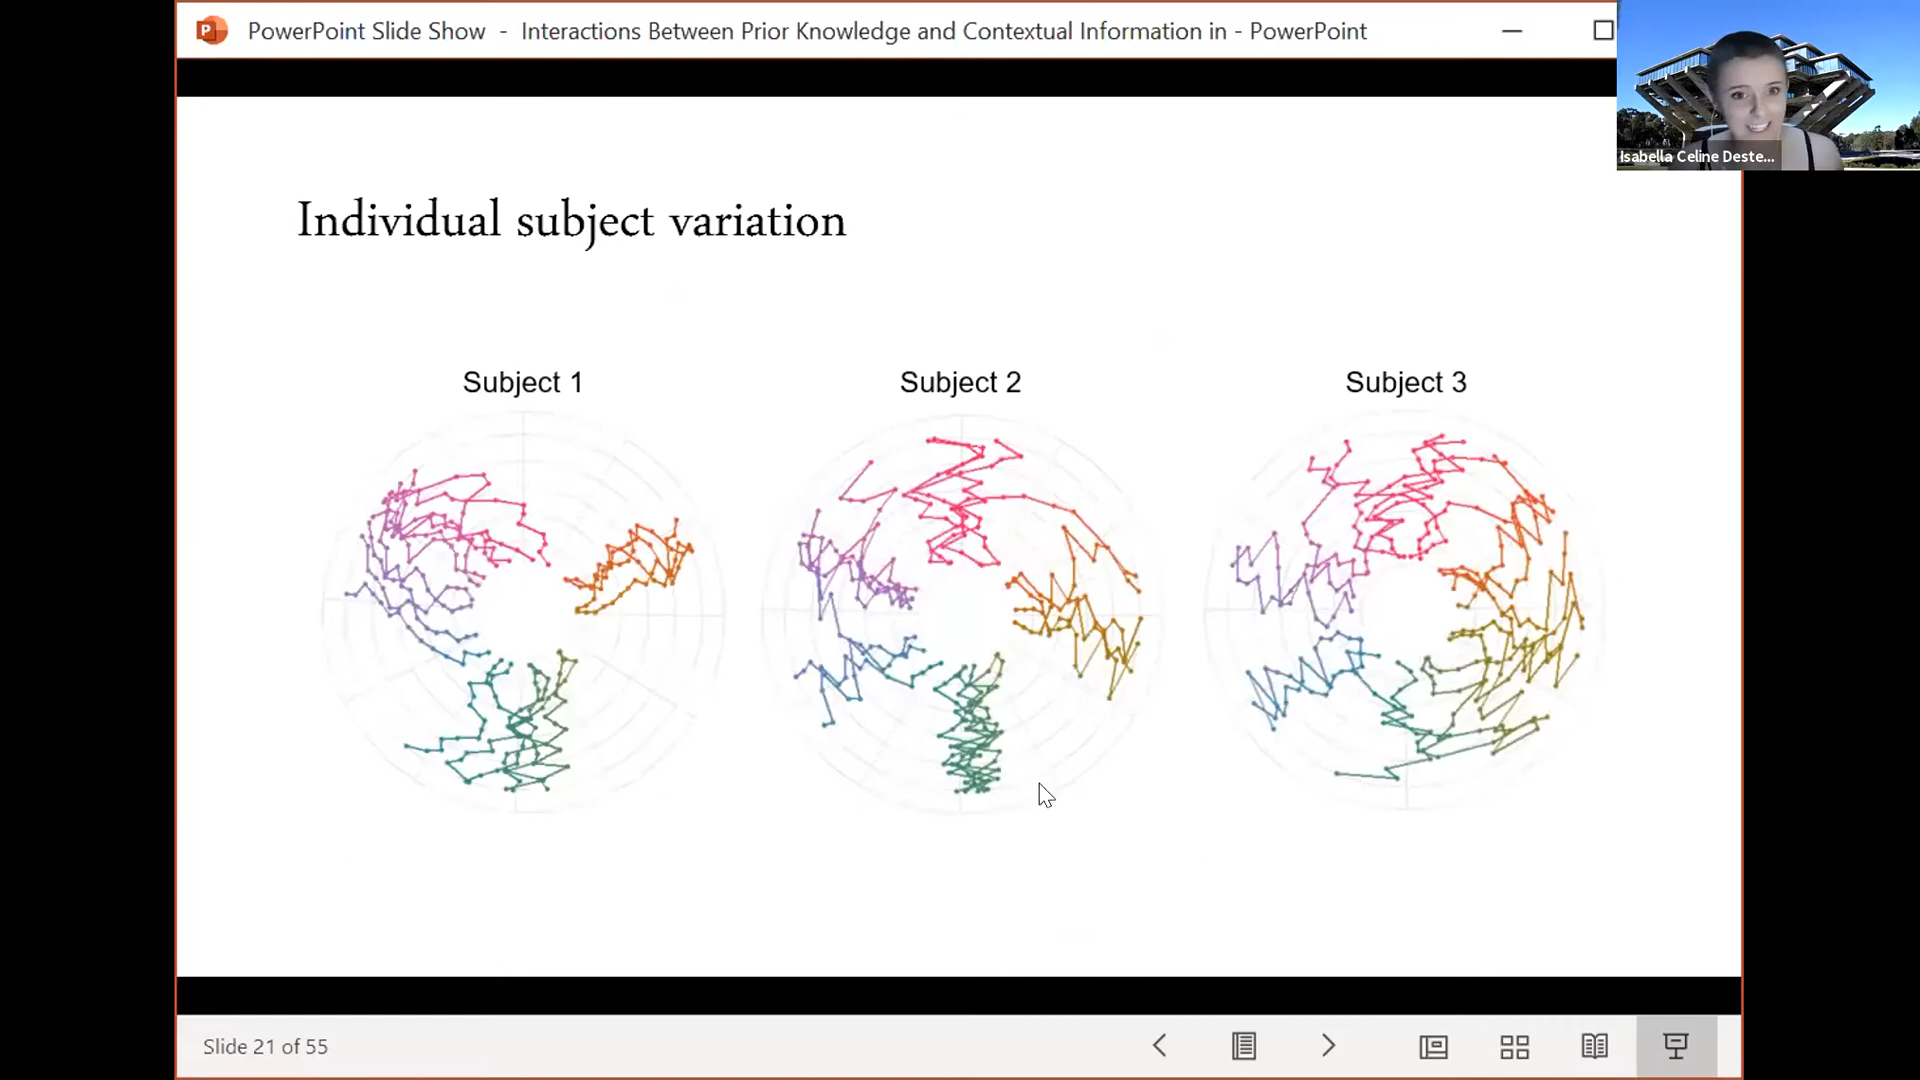 PowerPoint Slide Show - Interactions Between Prior Knowledge and Contextual Information in - PowerPoint
Isabella Celine Deste...
Individual subject variation
Subject 1
Subject 2
Subject 3
Slide 21 of 55